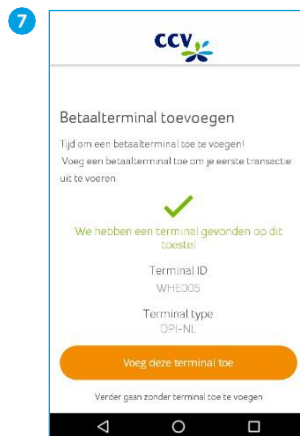 7
CCV
Betaalterminal toevoegen
Tijd om een betaalterminal toe te voegen!
Voeg een betaalterminal toe om je eerste transactie
uit te voeren
We hebben een terminal gevonden op dit
toestel
Terminal ID
WHE005
Terminal type
OPI-NL
Voeg deze terminal toe
Verder gaan zonder terminal toe te voegen